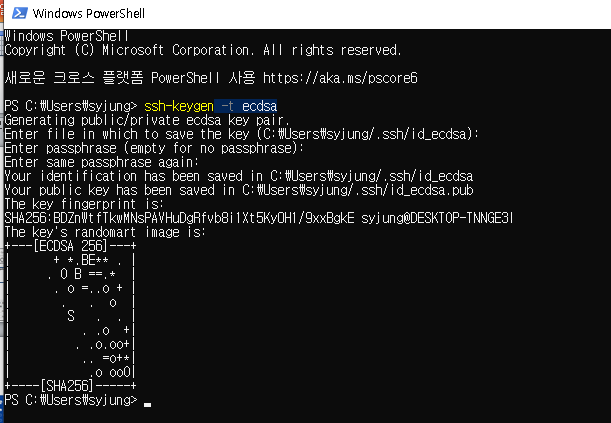 Windows PowerShell
Windows PowerShell
Copyright (C) Microsoft Corporation. All rights reserved.
새로운 크로스 플랫폼 PowerShell 사용 https://aka.ms/pscore6
PS C:₩Users₩syjung> ssh-keygen -t ecdsa
Generating public/private ecdsa key pair.
Enter file in which to save the key (C:₩Users₩syjung/.ssh/id_ecdsa):
Enter passphrase (empty for no passphrase):
Enter same passphrase again:
Your identification has been saved in C:₩Users₩syjung/.ssh/id_ecdsa
Your public key has been saved in C:₩Users₩syjung/.ssh/id_ecdsa.pub
The key fingerprint is:
SHA256:BDZnWtfTkwMNsPAVHuDgRfvb8i1Xt5KyOH1/9xxBgkE syjung@DESKTOP-TNNGE3I
The key's randomart image is:
+---[ECDSA 256]---+
|      + *.BE** . |
|     . O B ==.*  |
|      . o =..o + |
|       .   .  o  |
|        S   .  . |
|          . .o  +|
|         . .o.oo+|
|          .. =o+*|
|           .o ooO|
+----[SHA256]-----+
PS C:₩Users₩syjung>